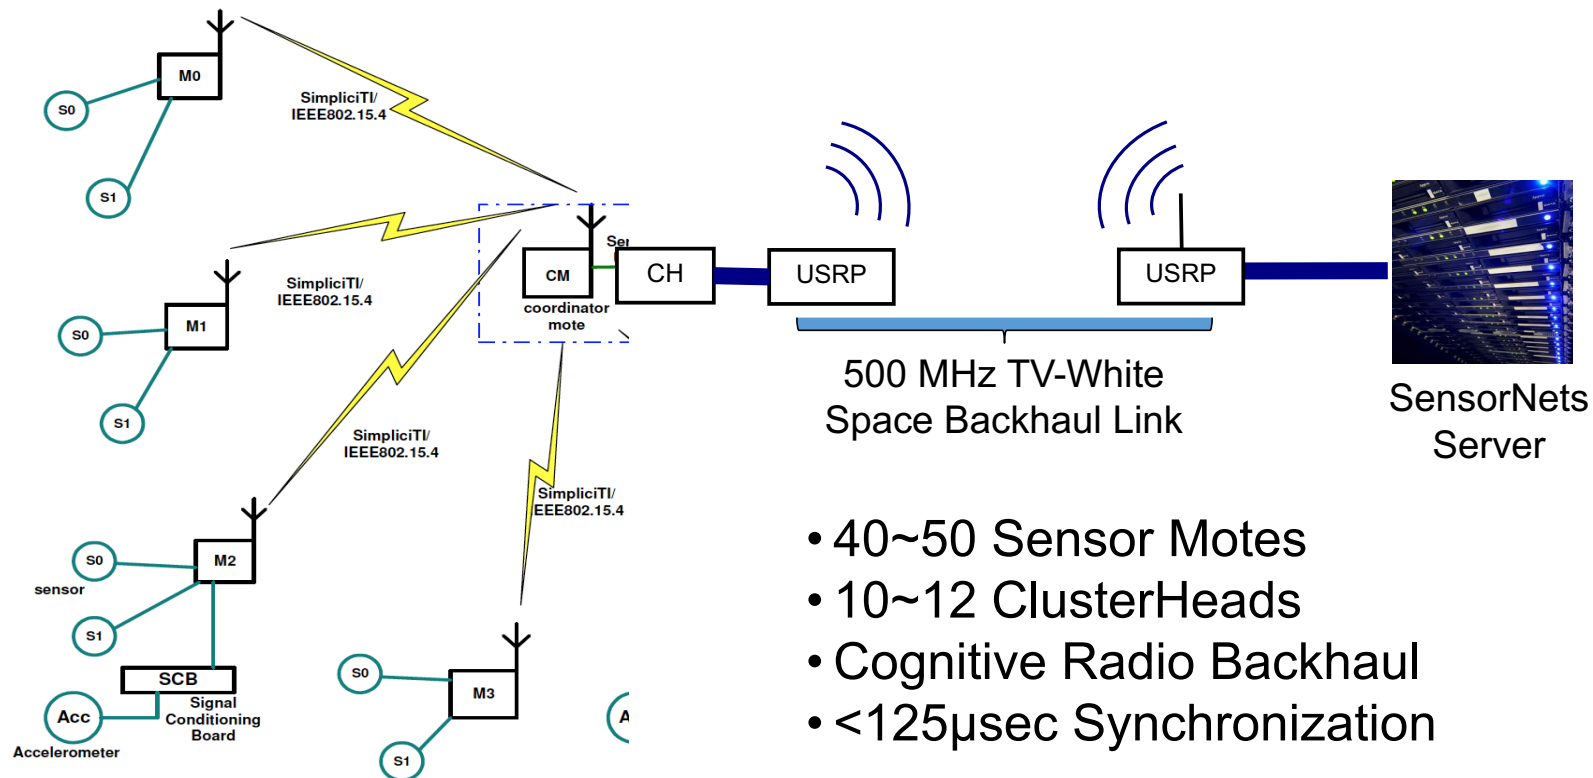 M0
S0
S1
SimpliciTI/
IEEE802.15.4
M1
S0
S1
SimpliciTI/
IEEE802.15.4
CM
coordinator
mote
CH
USRP
USRP
500 MHz TV-White
Space Backhaul Link
SensorNets
Server
SimpliciTI/
IEEE802.15.4
SimpliciTI/
IEEE802.15.4
M2
S0
sensor
S1
SCB
Signal
Conditioning
Board
Acc
Accelerometer
M3
S0
S1
• 40~50 Sensor Motes
• 10~12 ClusterHeads
• Cognitive Radio Backhaul
• <125µsec Synchronization